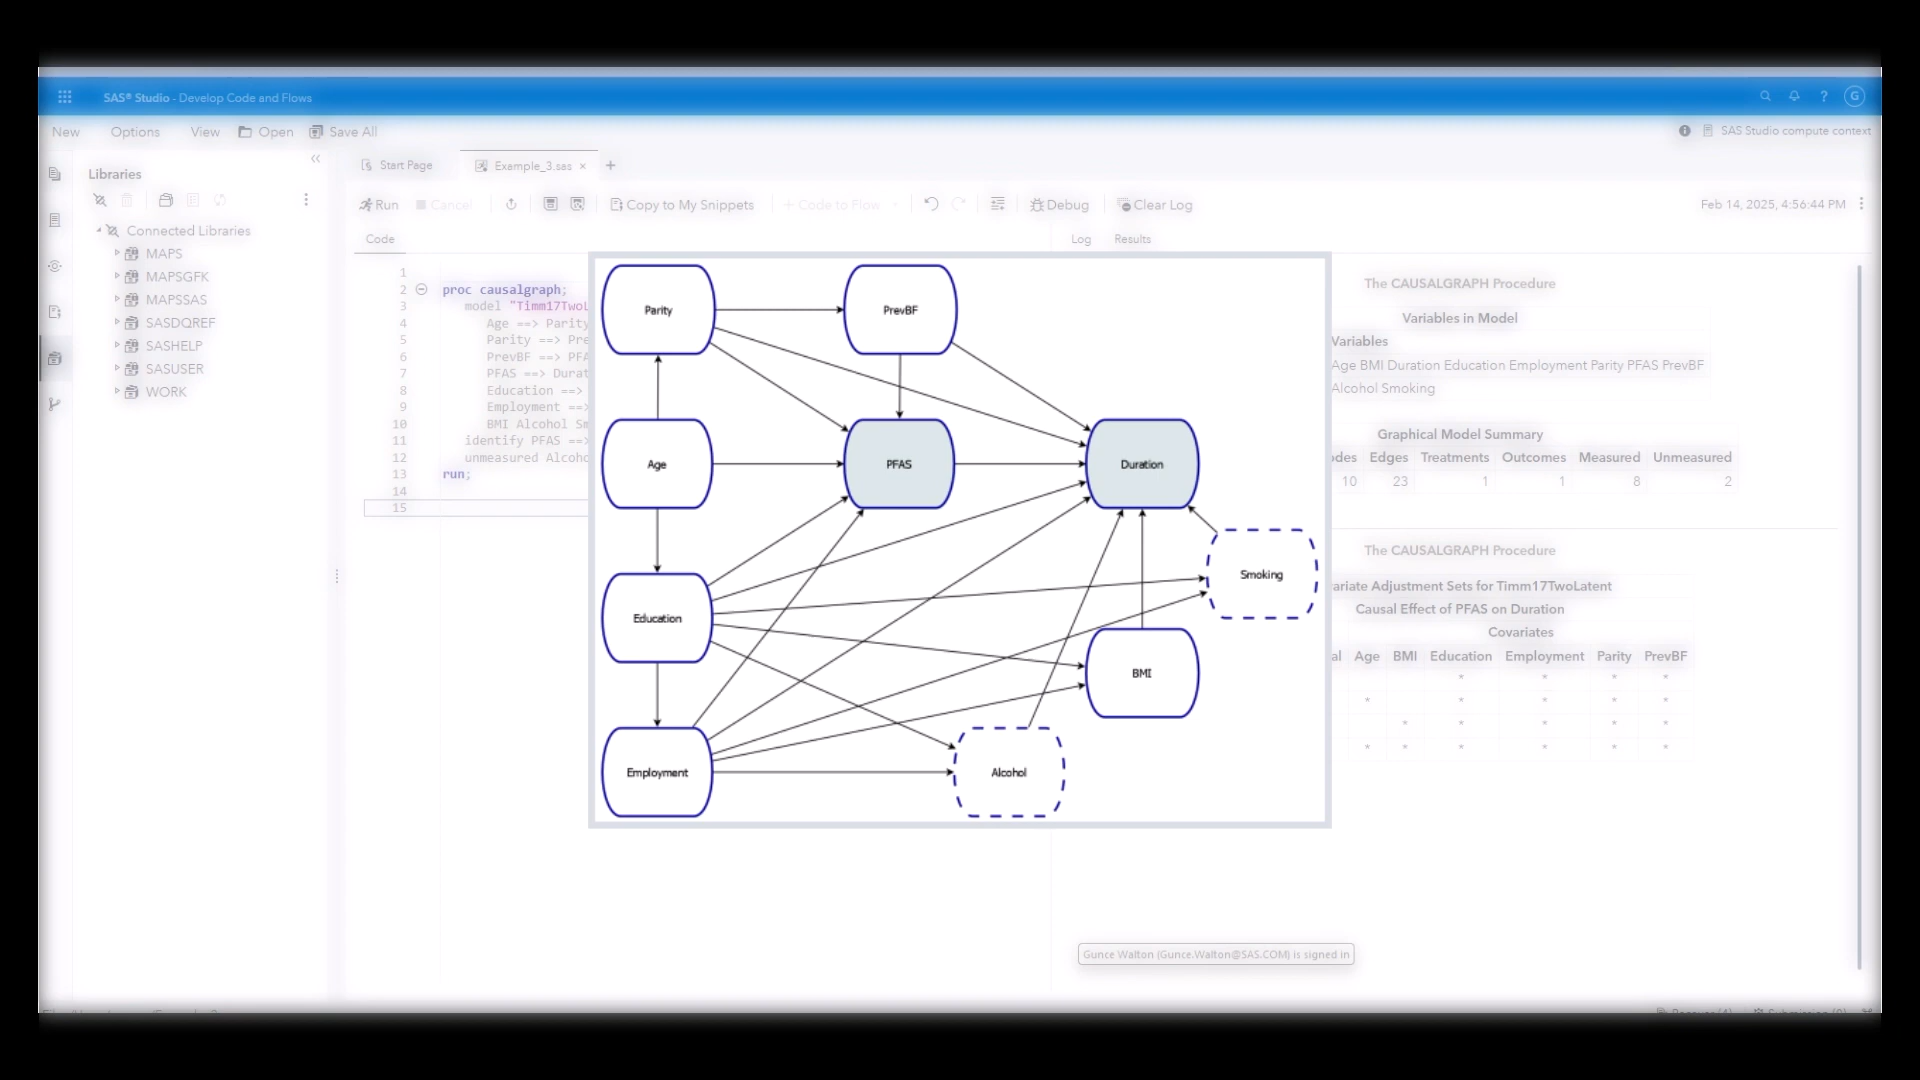 SAS® Studio - Develop Code and Flows
G
New Options View Open Save All
SAS Studio compute context
Libraries
Connected Libraries
MAPS
MAPSGFK
MAPSSAS
SASDQREF
SASHELP
SASUSER
WORK
Start Page
Example_3.sas
Run Cancel Copy to My Snippets + Code to Flow Debug Clear Log
Feb 14, 2025, 4:56:44 PM
Code
Log Results
1
2 proc causalgraph;
3 model "Timm17TwoL
4 Age ==> Parity
5 Parity ==> Pre
6 PrevBF ==> PFA
7 PFAS ==> Durat
8 Education ==>
9 Employment ==>
10 BMI Alcohol Sm
11 identify PFAS ==>
12 unmeasured Alcoho
13 run;
14
15
Parity
PrevBF
Age
PFAS
Duration
Education
Smoking
BMI
Employment
Alcohol
The CAUSALGRAPH Procedure
Variables in Model
Variables
Age BMI Duration Education Employment Parity PFAS PrevBF
Alcohol Smoking
Graphical Model Summary
des Edges Treatments Outcomes Measured Unmeasured
10 23 1 1 8 2
The CAUSALGRAPH Procedure
ariate Adjustment Sets for Timm17TwoLatent
Causal Effect of PFAS on Duration
Covariates
al Age BMI Education Employment Parity PrevBF
* * * *
* * * * *
* * * * *
* * * * * *
Gunce Walton (Gunce.Walton@SAS.COM) is signed in